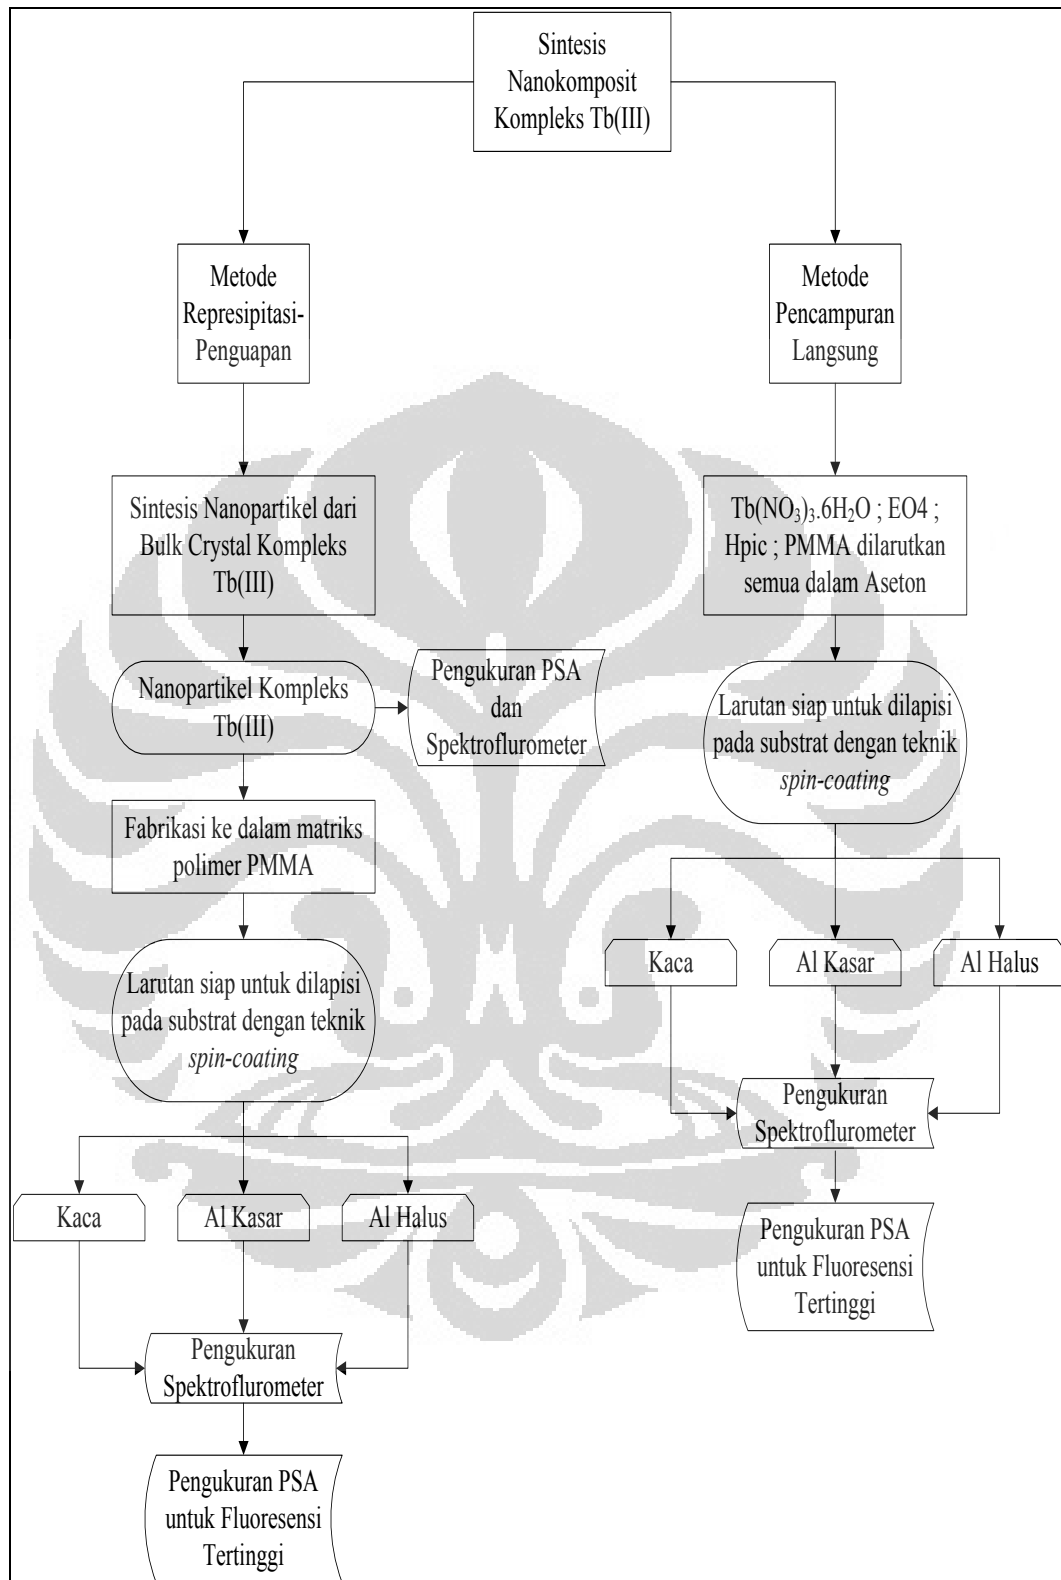 Sintesis
Nanokomposit
Kompleks Tb(III)
Metode
Represipitasi-
Penguapan
Metode
Pencampuran
Langsung
Sintesis Nanopartikel dari
Bulk Crystal Kompleks
Tb(III)
Tb(NO₃)₃.6H₂O ; EO4 ;
Hpic ; PMMA dilarutkan
semua dalam Aseton
Nanopartikel Kompleks
Tb(III)
Pengukuran PSA
dan
Spektroflurometer
Larutan siap untuk dilapisi
pada substrat dengan teknik
spin-coating
Fabrikasi ke dalam matriks
polimer PMMA
Larutan siap untuk dilapisi
pada substrat dengan teknik
spin-coating
Kaca
Al Kasar
Al Halus
Pengukuran
Spektroflurometer
Pengukuran PSA
untuk Fluoresensi
Tertinggi
Kaca
Al Kasar
Al Halus
Pengukuran
Spektroflurometer
Pengukuran PSA
untuk Fluoresensi
Tertinggi